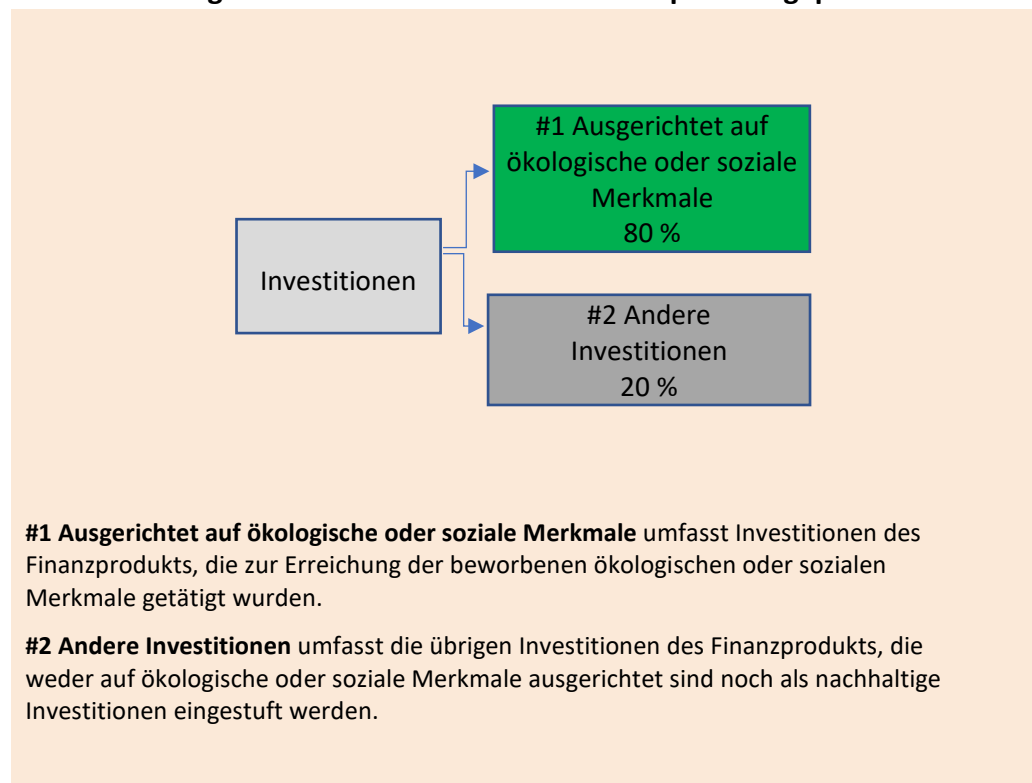 #1 Ausgerichtet auf
ökologische oder soziale
Merkmale
80 %
Investitionen
#2 Andere
Investitionen
20 %
#1 Ausgerichtet auf ökologische oder soziale Merkmale umfasst Investitionen des
Finanzprodukts, die zur Erreichung der beworbenen ökologischen oder sozialen
Merkmale getätigt wurden.
#2 Andere Investitionen umfasst die übrigen Investitionen des Finanzprodukts, die
weder auf ökologische oder soziale Merkmale ausgerichtet sind noch als nachhaltige
Investitionen eingestuft werden.